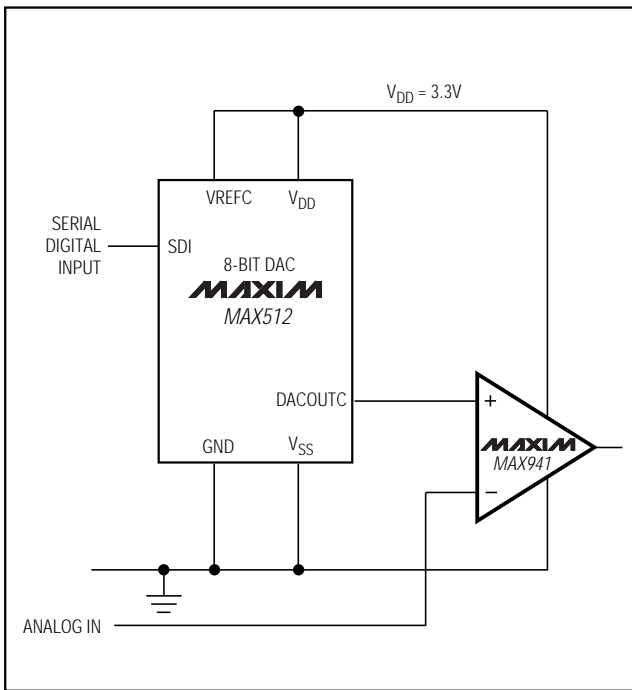 V_DD = 3.3V
VREFC V_DD
SERIAL
DIGITAL
INPUT
SDI
8-BIT DAC
MAXIM
MAX512
DACOUTC
+
MAXIM
MAX941
−
GND V_SS
ANALOG IN